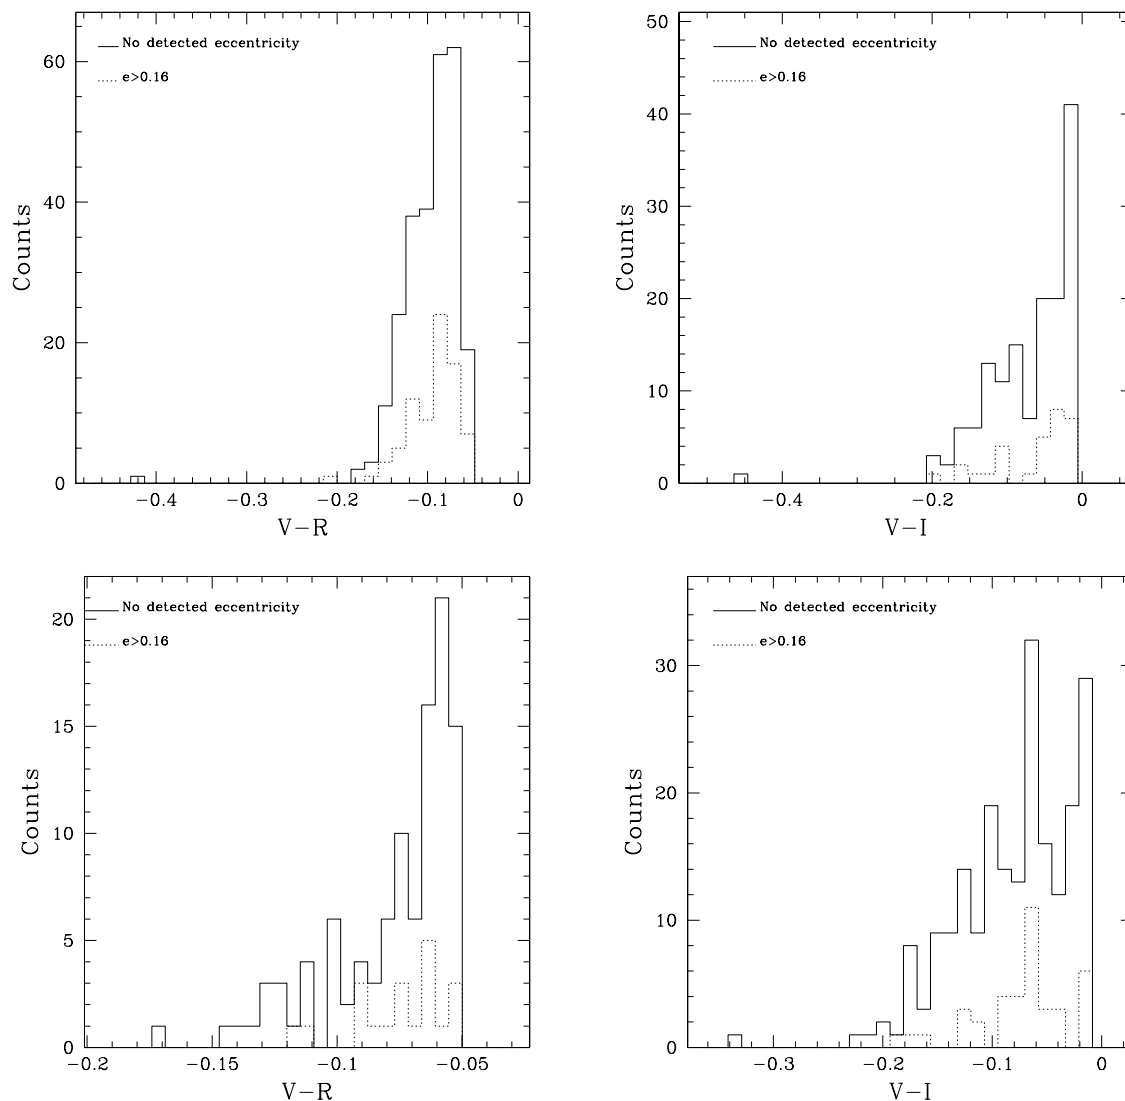 No detected eccentricity
e>0.16
60
40
20
0
Counts
−0.4 −0.3 −0.2 −0.1 0
V−R
No detected eccentricity
e>0.16
50
40
30
20
10
0
Counts
−0.4 −0.2 0
V−I
No detected eccentricity
e>0.16
20
15
10
5
0
Counts
−0.2 −0.15 −0.1 −0.05
V−R
No detected eccentricity
e>0.16
30
20
10
0
Counts
−0.3 −0.2 −0.1 0
V−I